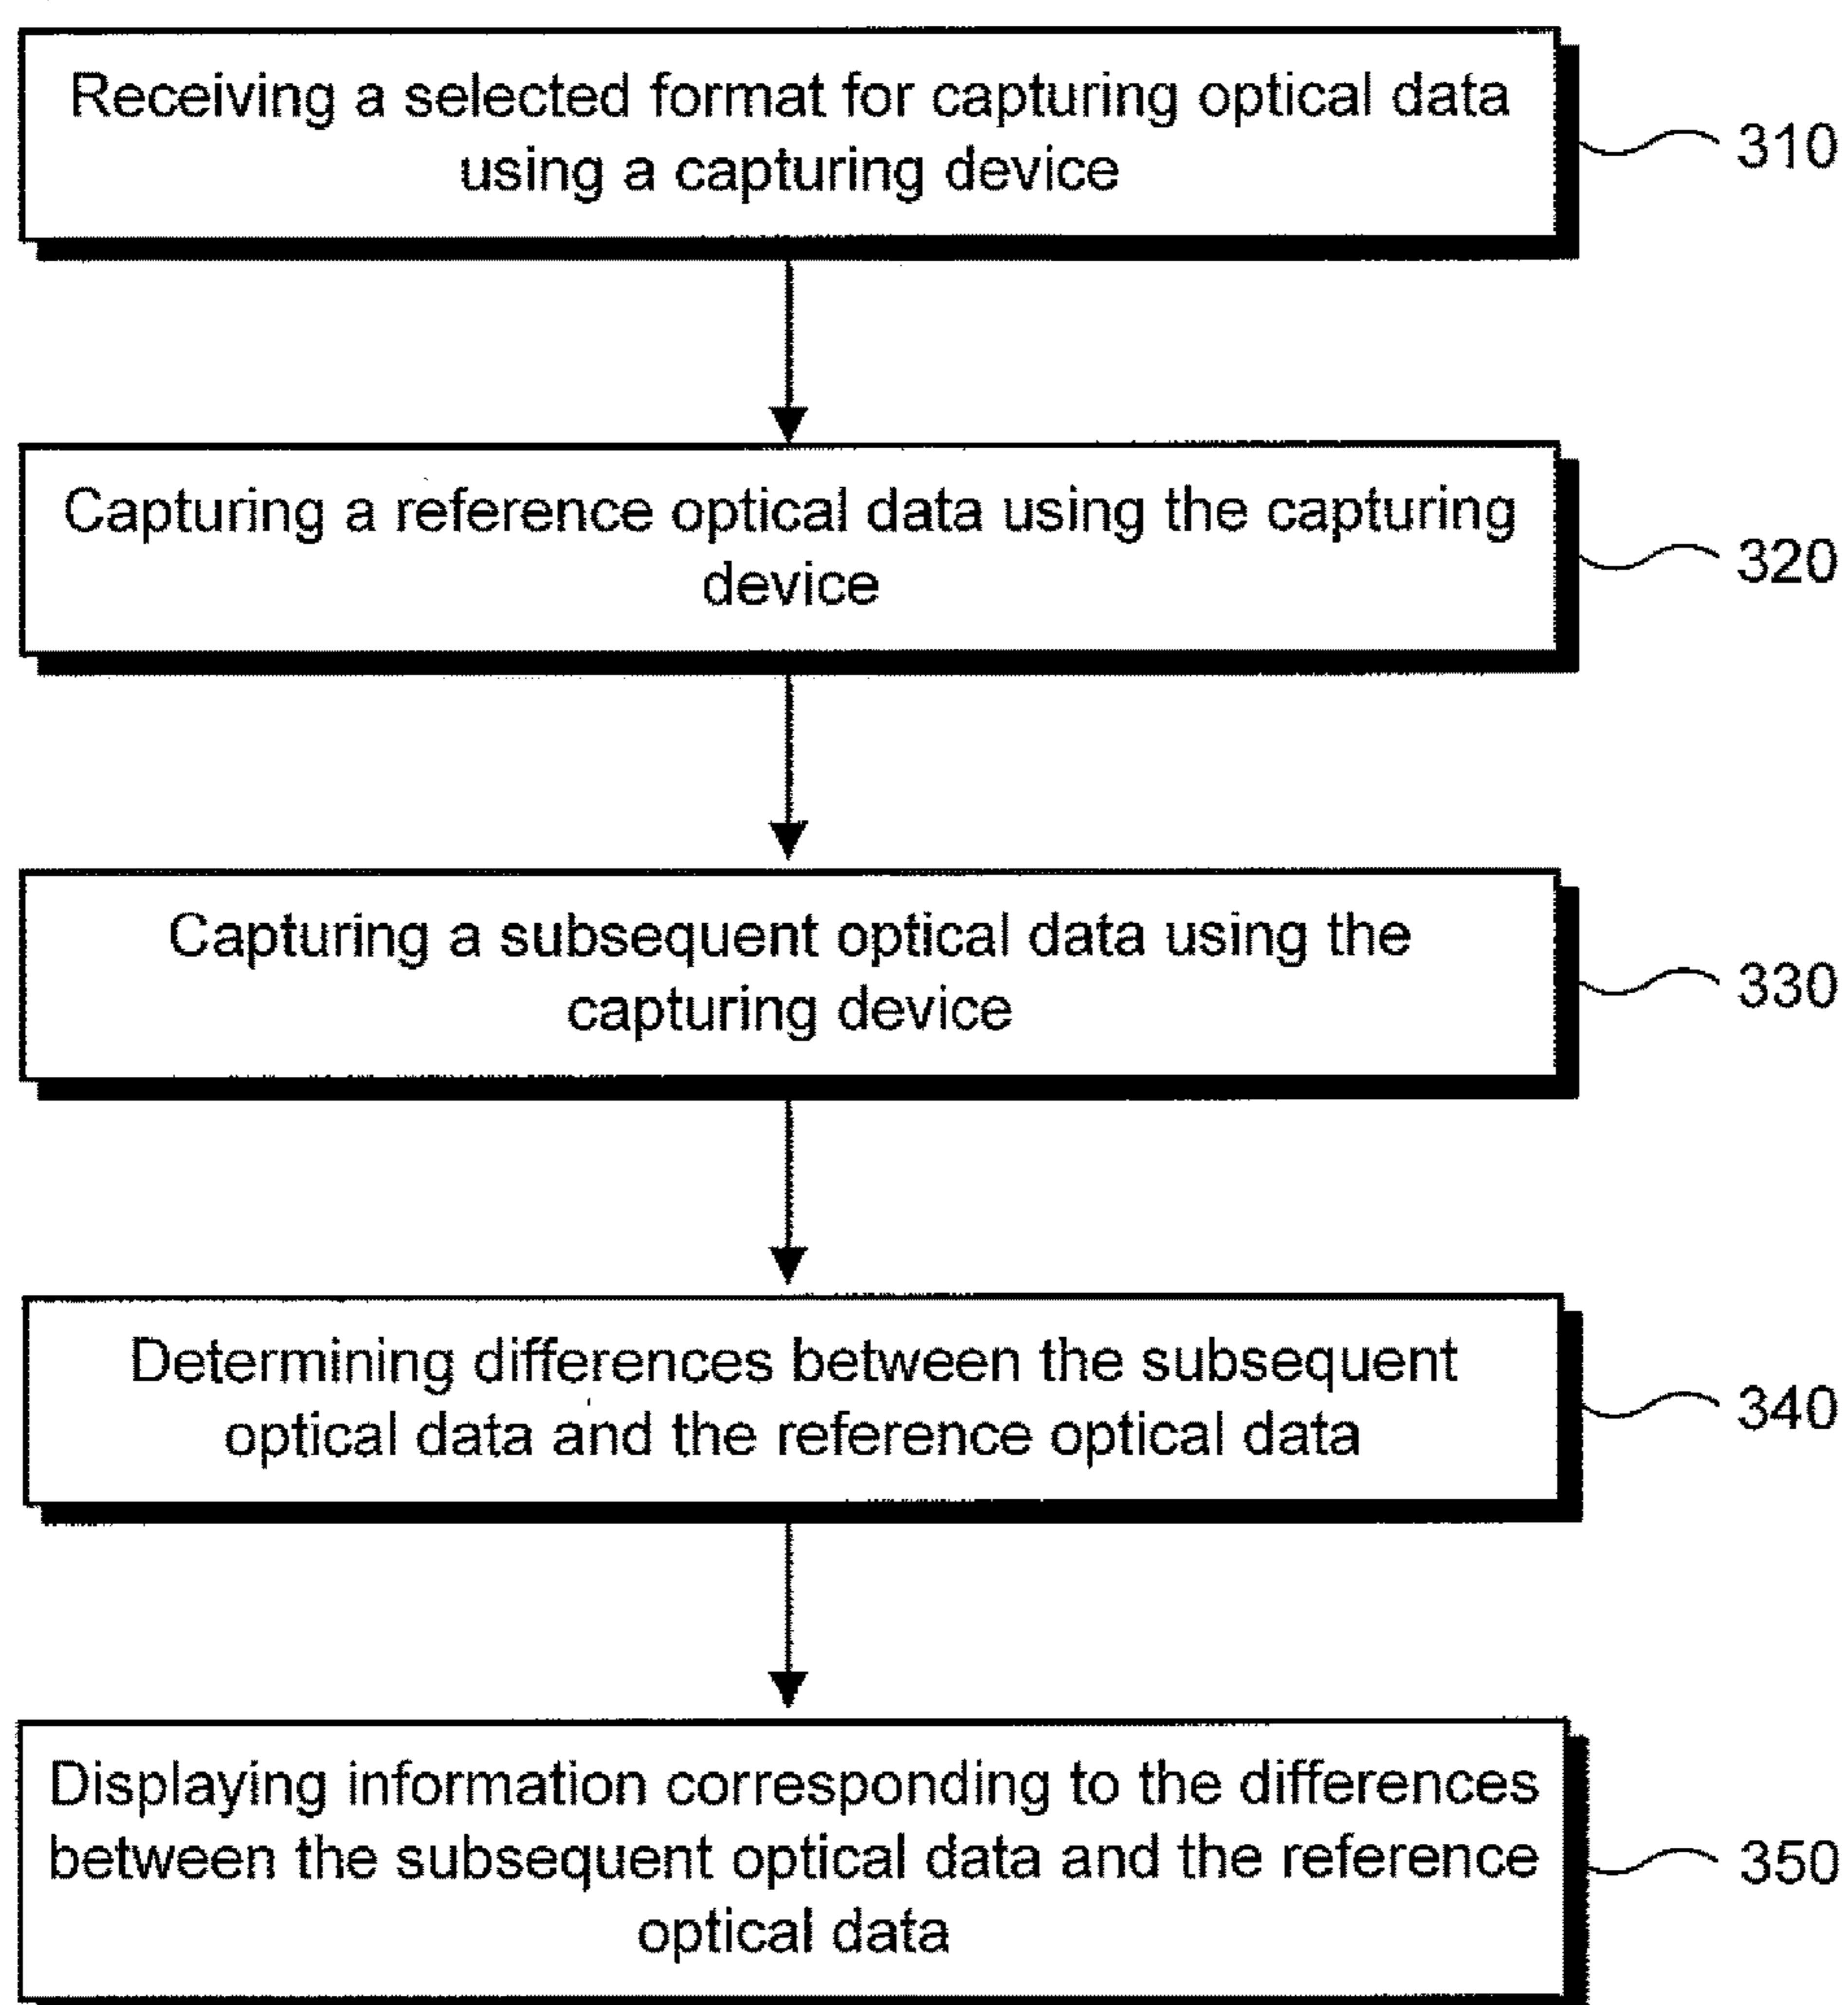 Receiving a selected format for capturing optical data
using a capturing device
310
Capturing a reference optical data using the capturing
device
320
Capturing a subsequent optical data using the
capturing device
330
Determining differences between the subsequent
optical data and the reference optical data
340
Displaying information corresponding to the differences
between the subsequent optical data and the reference
optical data
350